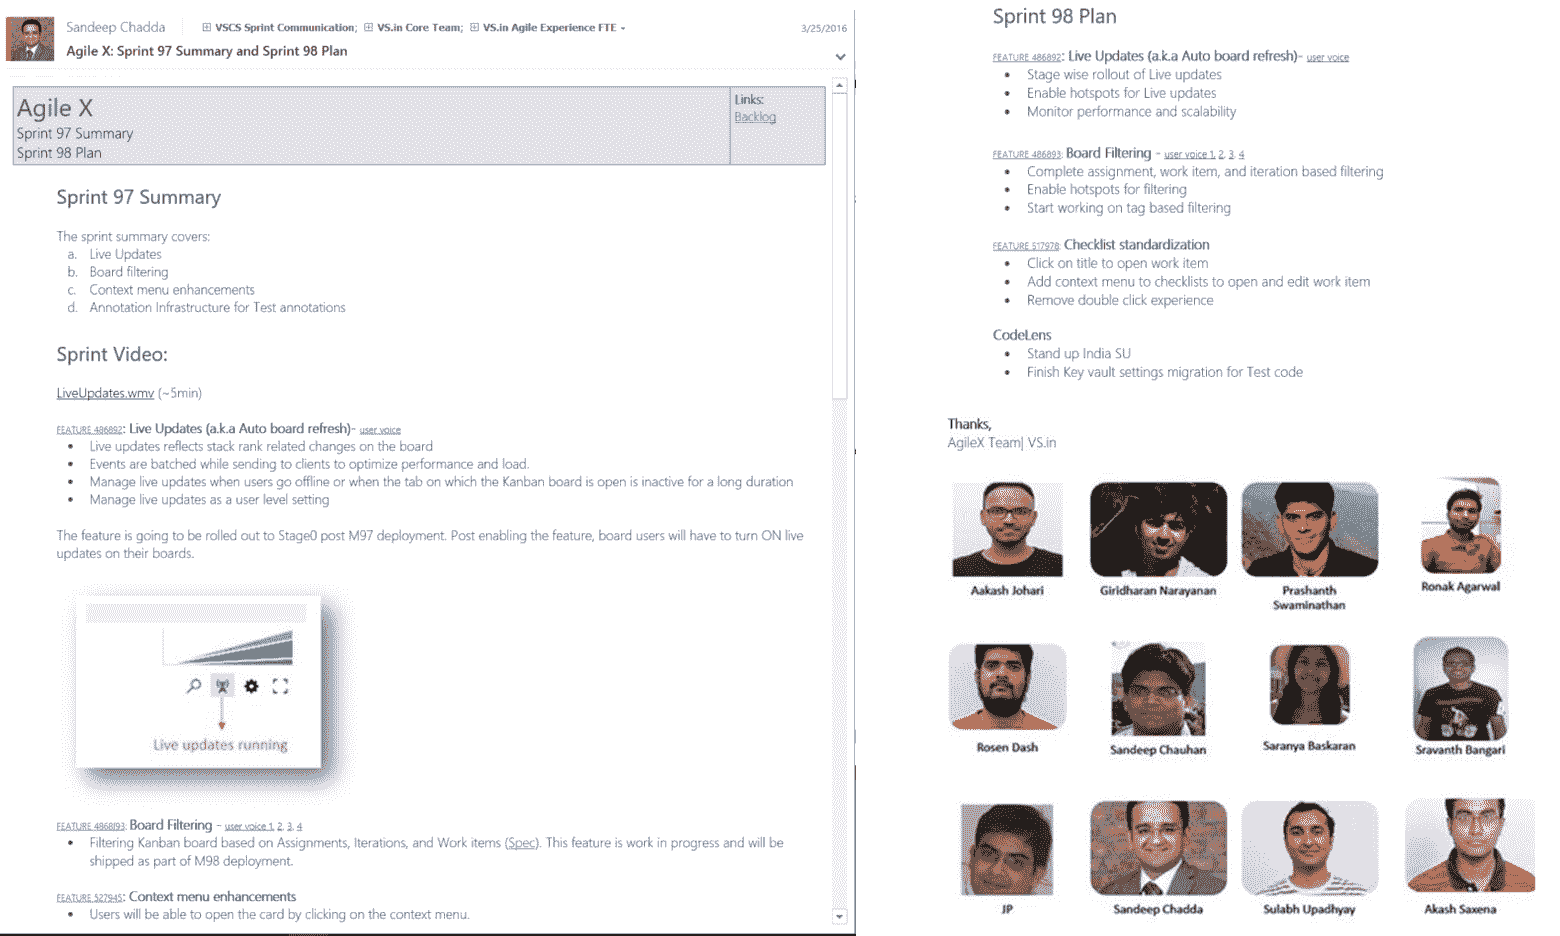 Sandeep Chadda
VSCS Sprint Communication; VS.in Core Team; VS.in Agile Experience FTE
3/25/2016
Agile X: Sprint 97 Summary and Sprint 98 Plan
Agile X
Sprint 97 Summary
Sprint 98 Plan
Links:
Backlog
Sprint 97 Summary
The sprint summary covers:
a. Live Updates
b. Board filtering
c. Context menu enhancements
d. Annotation Infrastructure for Test annotations
Sprint Video:
LiveUpdates.wmv (~5min)
FEATURE 486892: Live Updates (a.k.a Auto board refresh)- user voice
• Live updates reflects stack rank related changes on the board
• Events are batched while sending to clients to optimize performance and load.
• Manage live updates when users go offline or when the tab on which the Kanban board is open is inactive for a long duration
• Manage live updates as a user level setting
The feature is going to be rolled out to Stage0 post M97 deployment. Post enabling the feature, board users will have to turn ON live
updates on their boards.
Live updates running
FEATURE 486893: Board Filtering - user voice 1, 2, 3, 4
• Filtering Kanban board based on Assignments, Iterations, and Work items (Spec). This feature is work in progress and will be
shipped as part of M98 deployment.
FEATURE 527945: Context menu enhancements
• Users will be able to open the card by clicking on the context menu.
Sprint 98 Plan
FEATURE 486892: Live Updates (a.k.a Auto board refresh)- user voice
• Stage wise rollout of Live updates
• Enable hotspots for Live updates
• Monitor performance and scalability
FEATURE 486893: Board Filtering - user voice 1, 2, 3, 4
• Complete assignment, work item, and iteration based filtering
• Enable hotspots for filtering
• Start working on tag based filtering
FEATURE 517978: Checklist standardization
• Click on title to open work item
• Add context menu to checklists to open and edit work item
• Remove double click experience
CodeLens
• Stand up India SU
• Finish Key vault settings migration for Test code
Thanks,
AgileX Team| VS.in
Aakash Johari
Giridharan Narayanan
Prashanth
Swaminathan
Ronak Agarwal
Rosen Dash
Sandeep Chauhan
Saranya Baskaran
Sravanth Bangari
JP
Sandeep Chadda
Sulabh Upadhyay
Akash Saxena